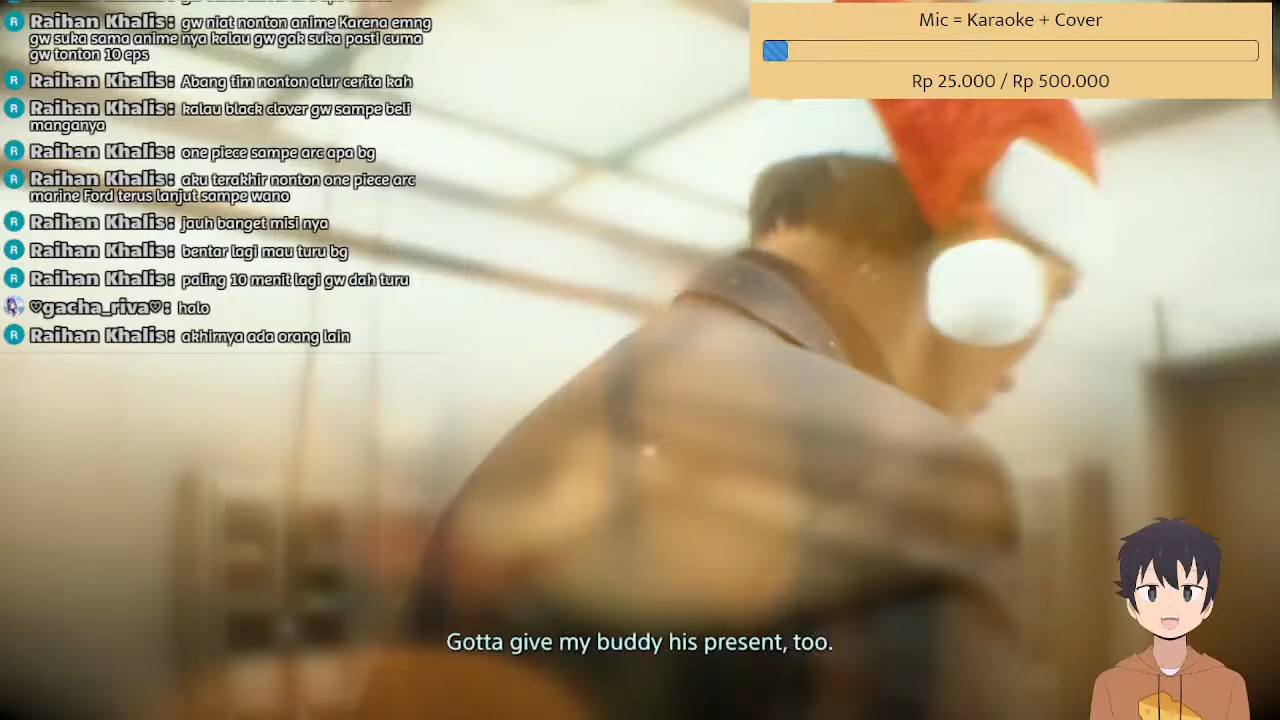 Raihan Khalis: gw niat nonton anime Karena emng
gw suka sama anime nya kalau gw gak suka pasti cuma
gw tonton 10 eps
Raihan Khalis: Abang tim nonton alur cerita kah
Raihan Khalis: kalau black clover gw sampe beli
manganya
Raihan Khalis: one piece sampe arc apa bg
Raihan Khalis: aku terakhir nonton one piece arc
marine Ford terus lanjut sampe wano
Raihan Khalis: jauh banget misi nya
Raihan Khalis: bentar lagi mau turu bg
Raihan Khalis: paling 10 menit lagi gw dah turu
♡gacha_riva♡: halo
Raihan Khalis: akhirnya ada orang lain
Mic = Karaoke + Cover
Rp 25.000 / Rp 500.000
Gotta give my buddy his present, too.